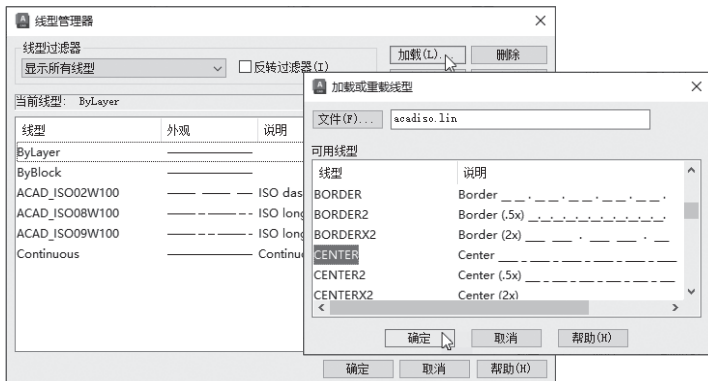 线型管理器
线型过滤器
显示所有线型
反转过滤器(I)
加载(L)...
删除
当前线型: ByLayer
线型 外观 说明
ByLayer
ByBlock
ACAD_ISO02W100 ISO das
ACAD_ISO08W100 ISO long
ACAD_ISO09W100 ISO long
Continuous Continu
确定 取消 帮助(H)
加载或重载线型
文件(F)... acadiso.lin
可用线型
线型 说明
BORDER Border
BORDER2 Border (.5x)
BORDERX2 Border (2x)
CENTER Center
CENTER2 Center (.5x)
CENTERX2 Center (2x)
确定 取消 帮助(H)